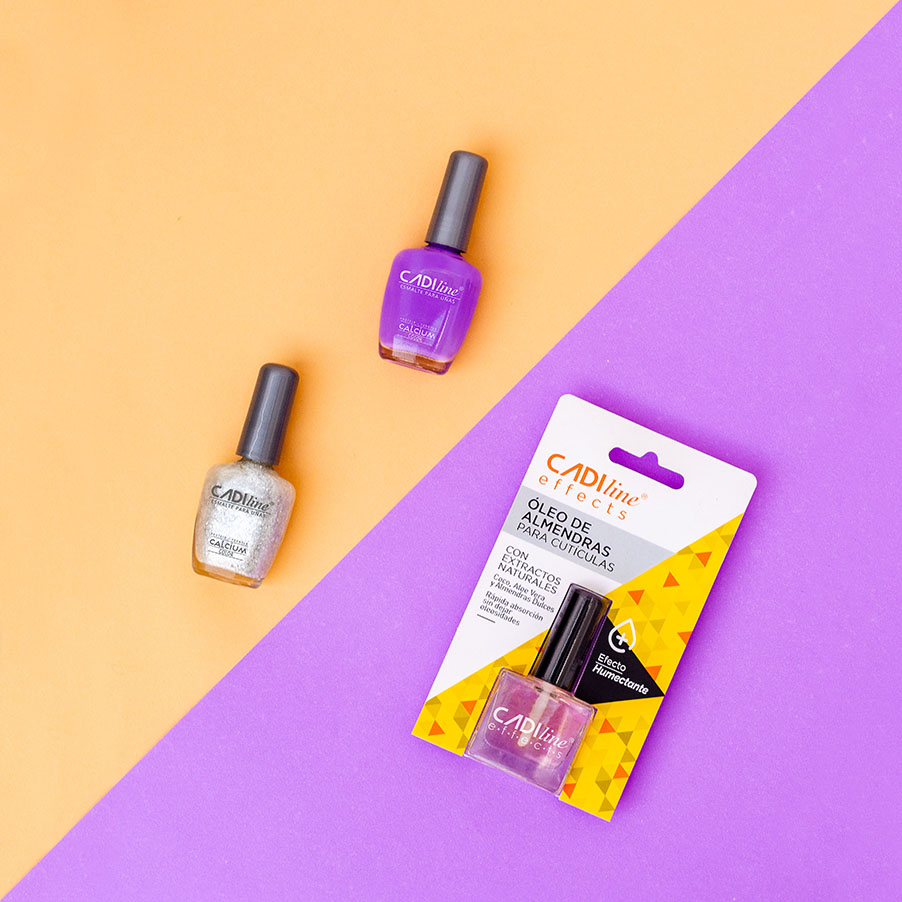 CADIline®
ESMALTE PARA UÑAS
CALCIUM
CADIline®
ESMALTE PARA UÑAS
CALCIUM
CADIline®
effects
ÓLEO DE
ALMENDRAS
PARA CUTÍCULAS
CON
EXTRACTOS
NATURALES
Coco, Aloe Vera
y Almendras Dulces
Rápida absorción
sin dejar
oleosidades
Efecto
Humectante
CADIline®
effects